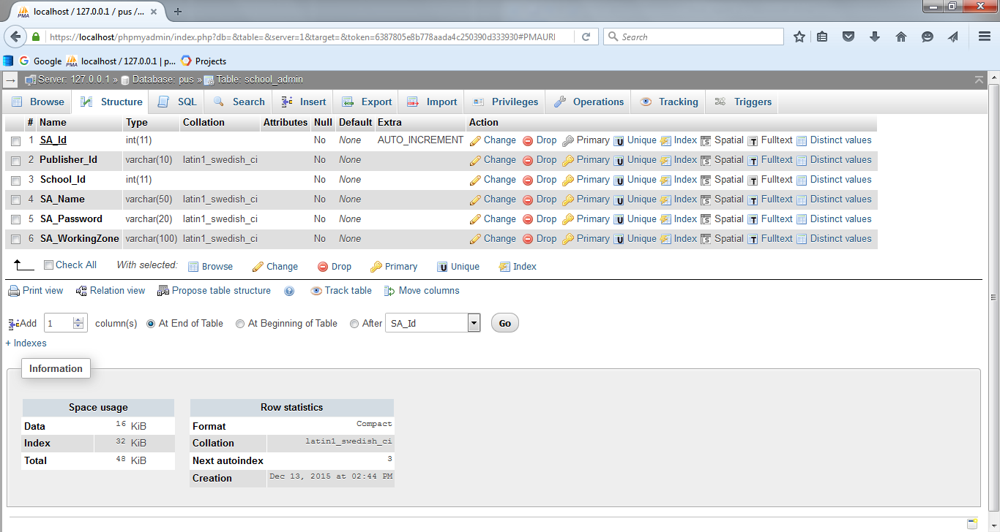 localhost / 127.0.0.1 / pus /...
https://localhost/phpmyadmin/index.php?db=&table=&server=1&target=&token=6387805e8b778aada4c250390d333930#PMAURI
Search
Google localhost / 127.0.0.1 | p... Projects
Server: 127.0.0.1 » Database: pus » Table: school_admin
Browse Structure SQL Search Insert Export Import Privileges Operations Tracking Triggers
# Name Type Collation Attributes Null Default Extra Action
1 SA_Id int(11) No None AUTO_INCREMENT Change Drop Primary Unique Index Spatial Fulltext Distinct values
2 Publisher_Id varchar(10) latin1_swedish_ci No None Change Drop Primary Unique Index Spatial Fulltext Distinct values
3 School_Id int(11) No None Change Drop Primary Unique Index Spatial Fulltext Distinct values
4 SA_Name varchar(50) latin1_swedish_ci No None Change Drop Primary Unique Index Spatial Fulltext Distinct values
5 SA_Password varchar(20) latin1_swedish_ci No None Change Drop Primary Unique Index Spatial Fulltext Distinct values
6 SA_WorkingZone varchar(100) latin1_swedish_ci No None Change Drop Primary Unique Index Spatial Fulltext Distinct values
Check All With selected: Browse Change Drop Primary Unique Index
Print view Relation view Propose table structure Track table Move columns
Add 1 column(s) At End of Table At Beginning of Table After SA_Id Go
+ Indexes
Information
Space usage Row statistics
Data 16 KiB Format Compact
Index 32 KiB Collation latin1_swedish_ci
Total 48 KiB Next autoindex 3
Creation Dec 13, 2015 at 02:44 PM